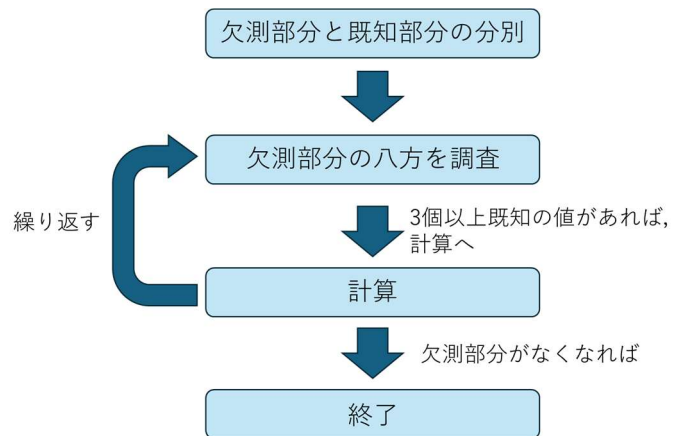 欠測部分と既知部分の分別
欠測部分の八方を調査
繰り返す
3個以上既知の値があれば,
計算へ
計算
欠測部分がなくなれば
終了